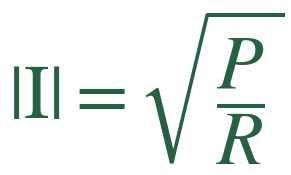 |I| = √(P/R)